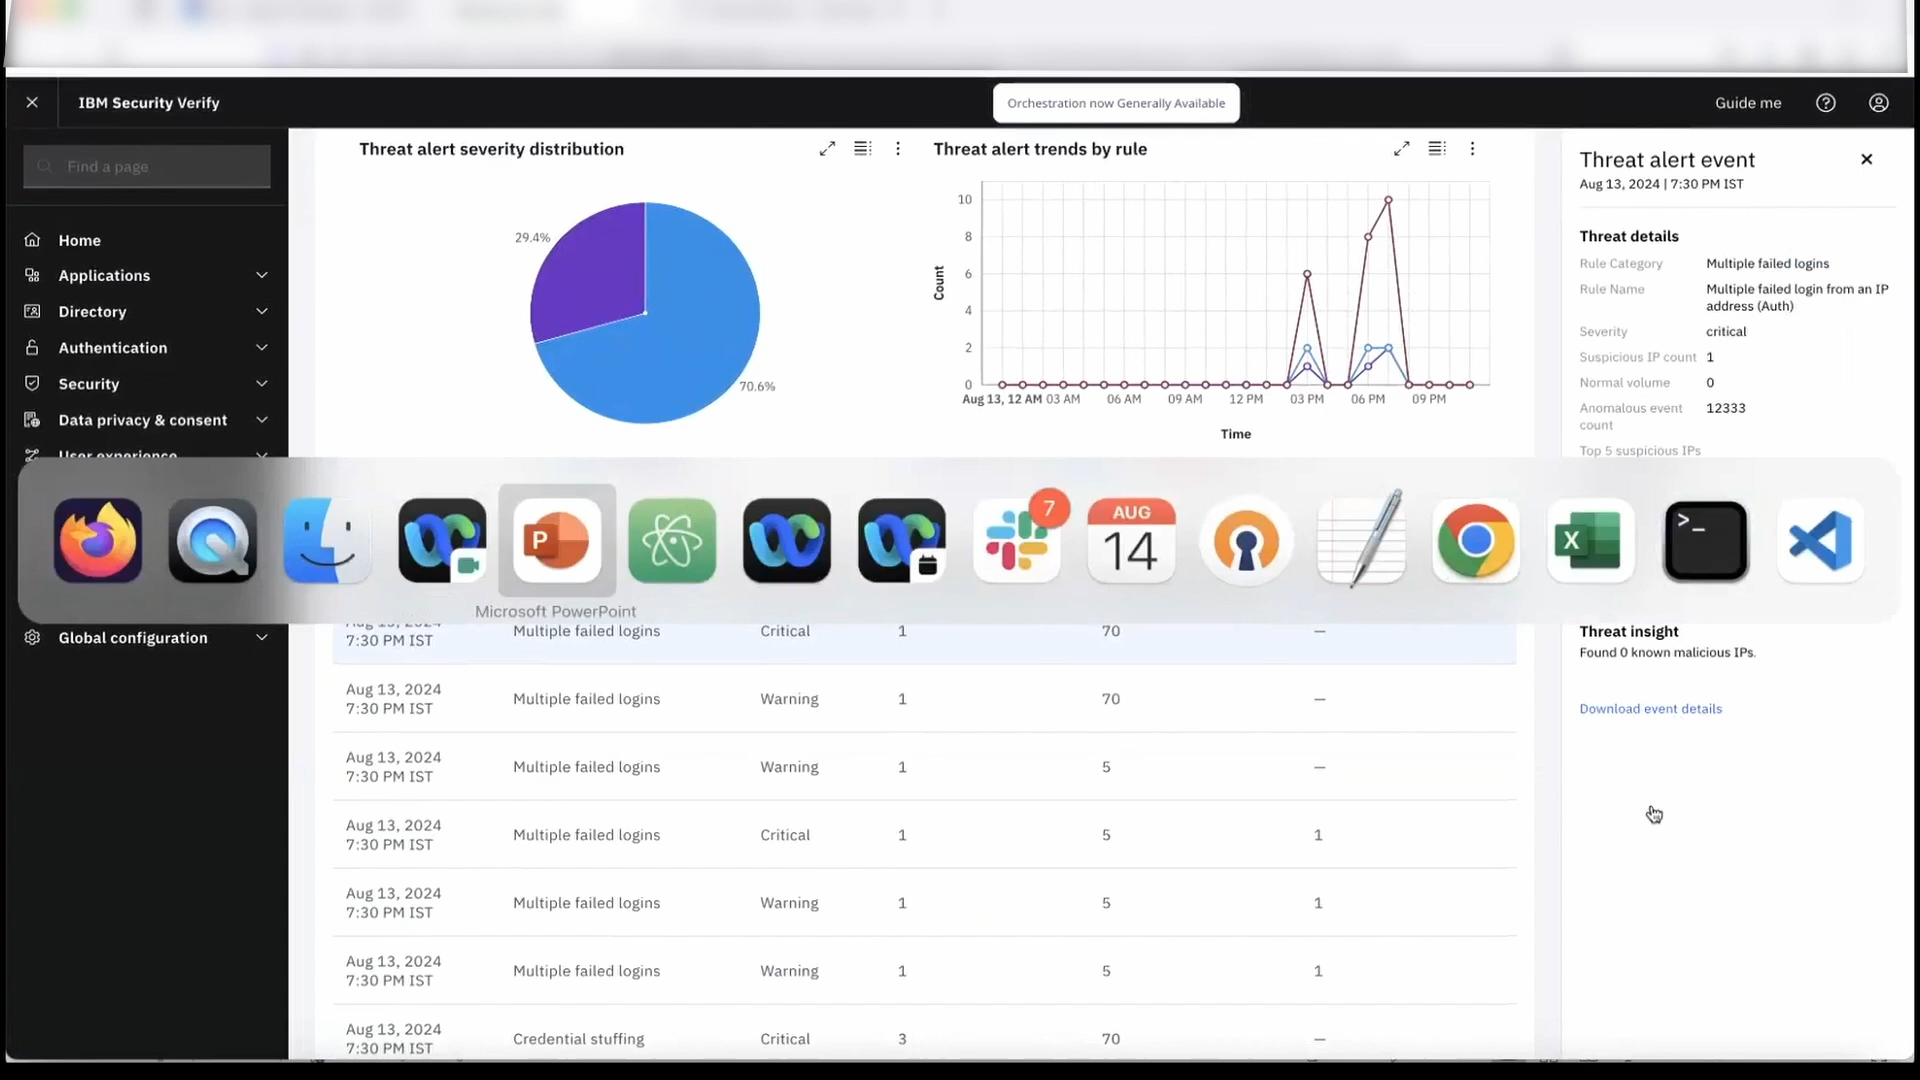 IBM Security Verify
Orchestration now Generally Available
Guide me
Find a page
Home
Applications
Directory
Authentication
Security
Data privacy & consent
User experience
Global configuration
Threat alert severity distribution
29.4%
70.6%
Threat alert trends by rule
10
8
6
4
2
0
Count
Aug 13, 12 AM 03 AM 06 AM 09 AM 12 PM 03 PM 06 PM 09 PM
Time
Threat alert event
Aug 13, 2024 | 7:30 PM IST
Threat details
Rule Category Multiple failed logins
Rule Name Multiple failed login from an IP
address (Auth)
Severity critical
Suspicious IP count 1
Normal volume 0
Anomalous event 12333
count
Top 5 suspicious IPs
7
AUG
14
P
X
>_
Microsoft PowerPoint
Aug 13, 2024
7:30 PM IST Multiple failed logins Critical 1 70 —
Aug 13, 2024
7:30 PM IST Multiple failed logins Warning 1 70 —
Aug 13, 2024
7:30 PM IST Multiple failed logins Warning 1 5 —
Aug 13, 2024
7:30 PM IST Multiple failed logins Critical 1 5 1
Aug 13, 2024
7:30 PM IST Multiple failed logins Warning 1 5 1
Aug 13, 2024
7:30 PM IST Multiple failed logins Warning 1 5 1
Aug 13, 2024
7:30 PM IST Credential stuffing Critical 3 70 —
Threat insight
Found 0 known malicious IPs.
Download event details